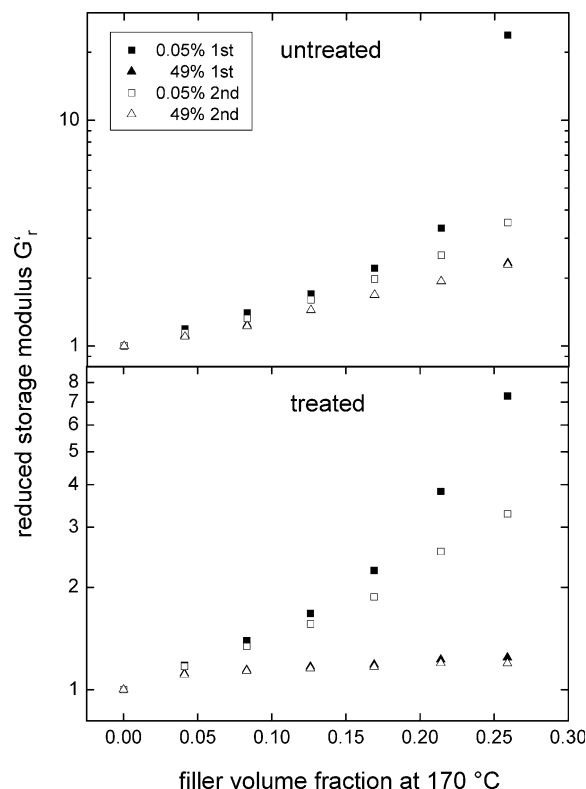 0.05% 1st
49% 1st
0.05% 2nd
49% 2nd
untreated
10
1
reduced storage modulus G'r
treated
8
7
6
5
4
3
2
1
0.00 0.05 0.10 0.15 0.20 0.25 0.30
filler volume fraction at 170 °C